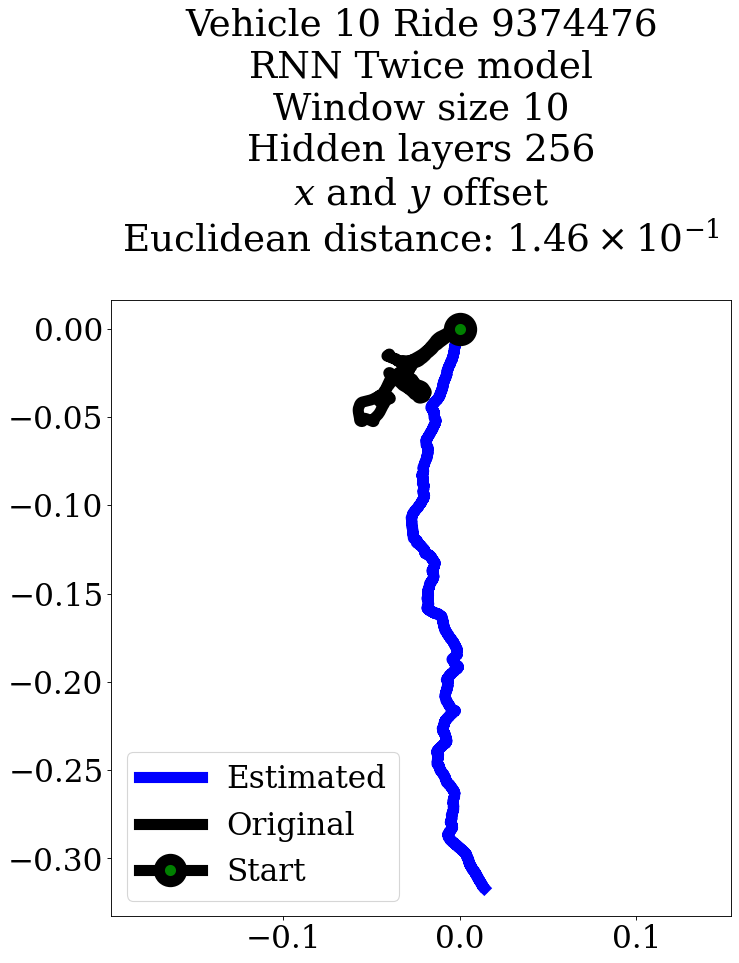 Vehicle 10 Ride 9374476
RNN Twice model
Window size 10
Hidden layers 256
x and y offset
Euclidean distance: 1.46 × 10⁻¹
0.00
−0.05
−0.10
−0.15
−0.20
−0.25
−0.30
Estimated
Original
Start
−0.1 0.0 0.1